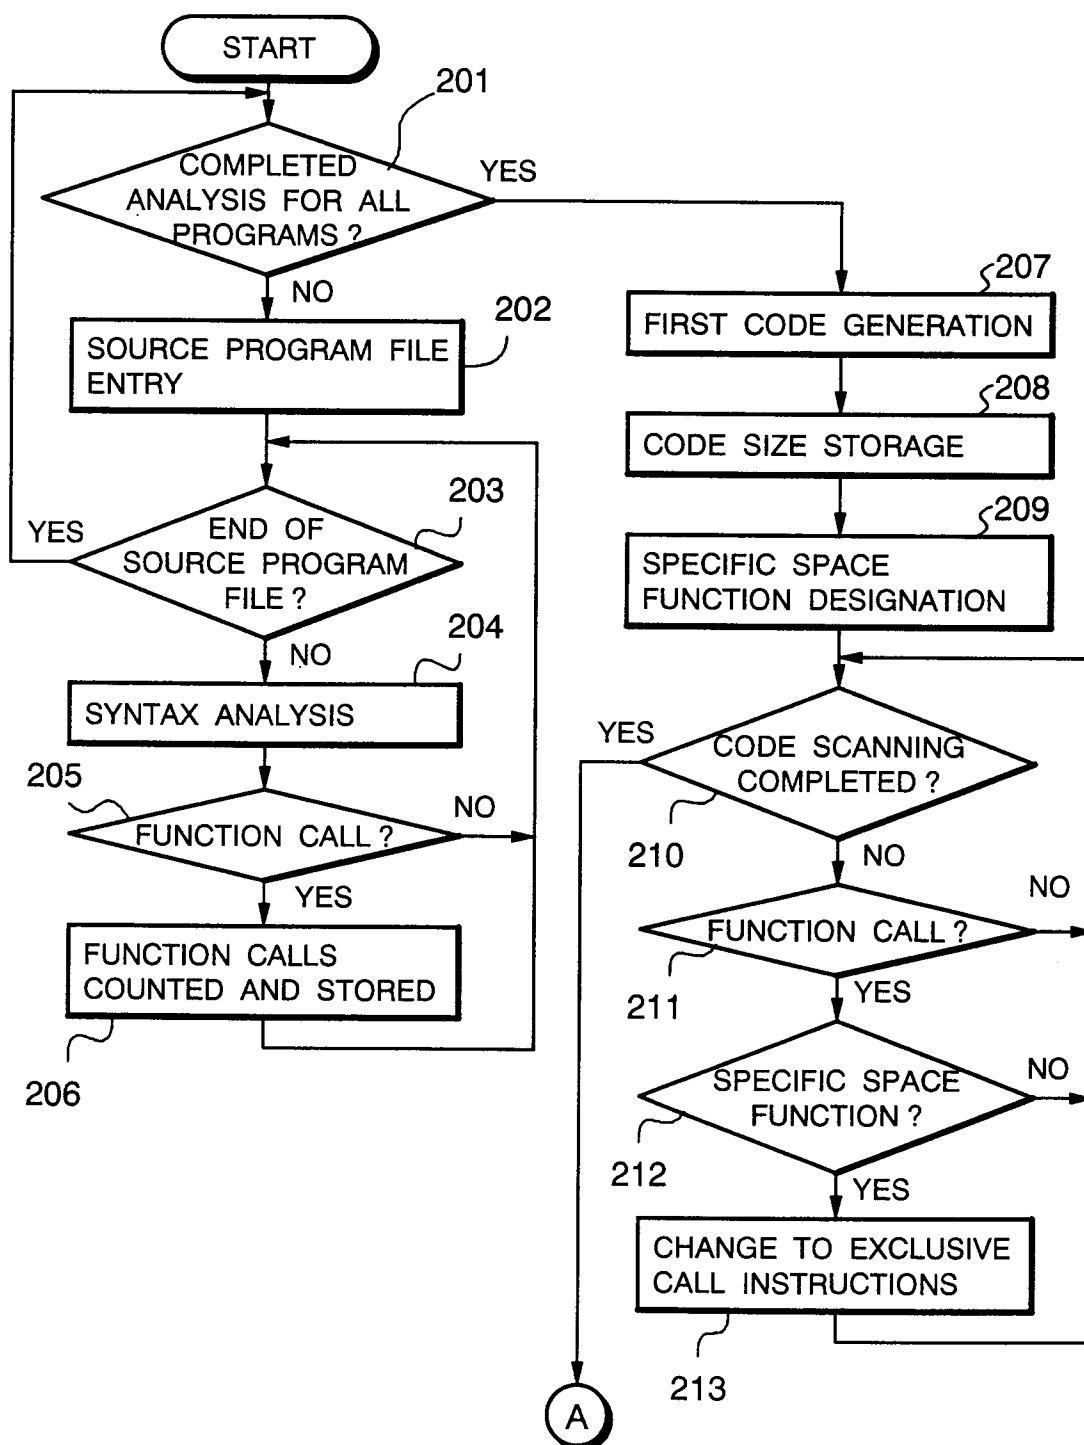 START
201
COMPLETED
ANALYSIS FOR ALL
PROGRAMS ?
YES
NO
202
SOURCE PROGRAM FILE
ENTRY
203
YES
END OF
SOURCE PROGRAM
FILE ?
NO
204
SYNTAX ANALYSIS
205
FUNCTION CALL ?
NO
YES
FUNCTION CALLS
COUNTED AND STORED
206
207
FIRST CODE GENERATION
208
CODE SIZE STORAGE
209
SPECIFIC SPACE
FUNCTION DESIGNATION
YES
CODE SCANNING
COMPLETED ?
210
NO
NO
FUNCTION CALL ?
211
YES
SPECIFIC SPACE
FUNCTION ?
NO
212
YES
CHANGE TO EXCLUSIVE
CALL INSTRUCTIONS
213
A